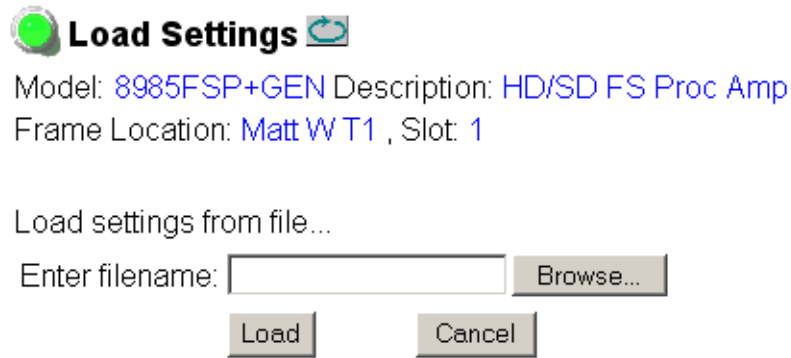 Load Settings
Model: 8985FSP+GEN Description: HD/SD FS Proc Amp
Frame Location: Matt W T1 , Slot: 1
Load settings from file...
Enter filename: Browse...
Load Cancel